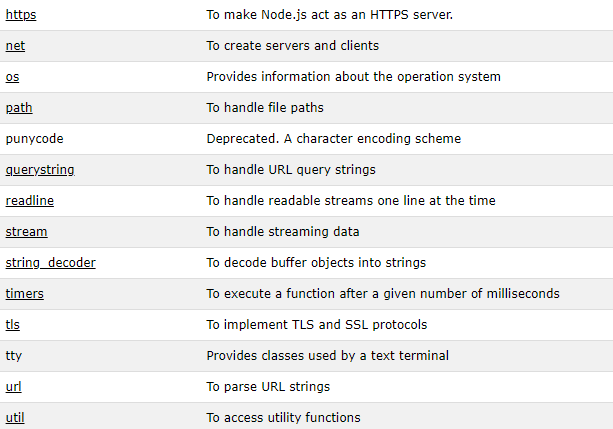 https To make Node.js act as an HTTPS server.
net To create servers and clients
os Provides information about the operation system
path To handle file paths
punycode Deprecated. A character encoding scheme
querystring To handle URL query strings
readline To handle readable streams one line at the time
stream To handle streaming data
string_decoder To decode buffer objects into strings
timers To execute a function after a given number of milliseconds
tls To implement TLS and SSL protocols
tty Provides classes used by a text terminal
url To parse URL strings
util To access utility functions